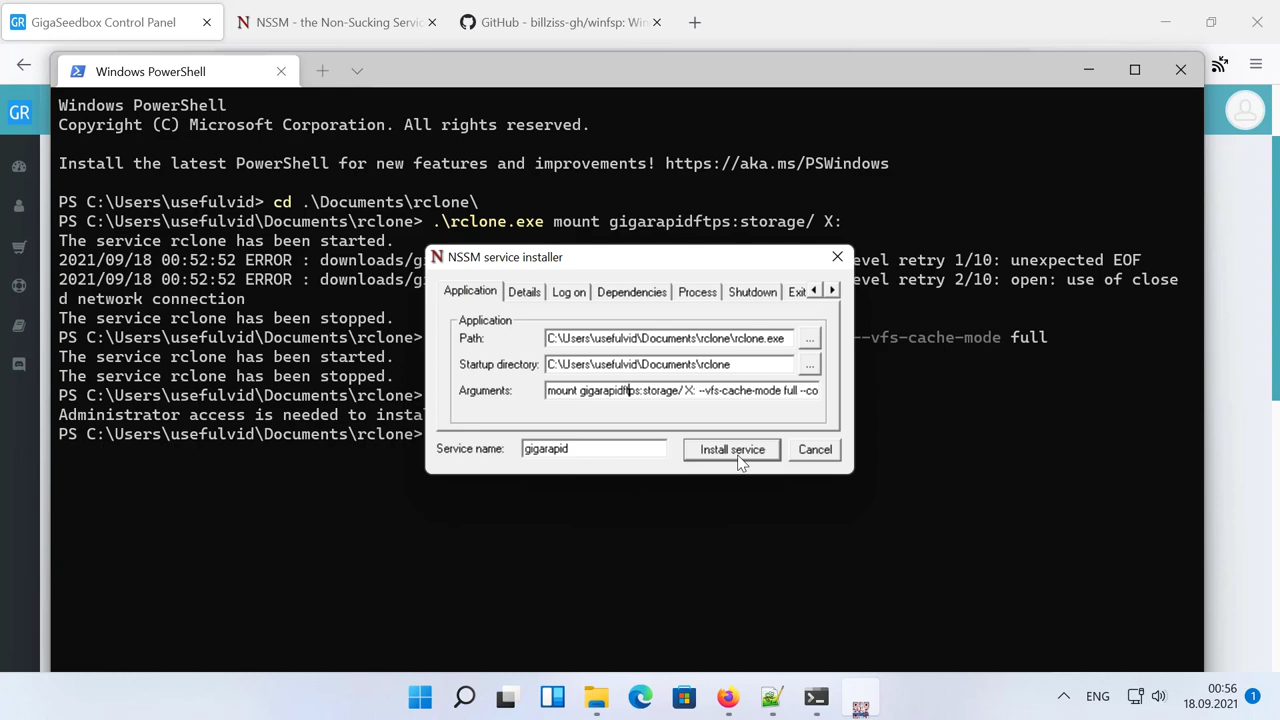 GR GigaSeedbox Control Panel
NSSM - the Non-Sucking Servic
GitHub - billziss-gh/winfsp: Win
Windows PowerShell
GR
Windows PowerShell
Copyright (C) Microsoft Corporation. All rights reserved.
Install the latest PowerShell for new features and improvements! https://aka.ms/PSWindows
PS C:\Users\usefulvid> cd .\Documents\rclone\
PS C:\Users\usefulvid\Documents\rclone> .\rclone.exe mount gigarapidftps:storage/ X:
The service rclone has been started.
2021/09/18 00:52:52 ERROR : downloads/gi evel retry 1/10: unexpected EOF
2021/09/18 00:52:52 ERROR : downloads/gi evel retry 2/10: open: use of close
d network connection
The service rclone has been stopped.
PS C:\Users\usefulvid\Documents\rclone> --vfs-cache-mode full
The service rclone has been started.
The service rclone has been stopped.
PS C:\Users\usefulvid\Documents\rclone>
Administrator access is needed to instal
PS C:\Users\usefulvid\Documents\rclone>
NSSM service installer
Application Details Log on Dependencies Process Shutdown Exit
Application
Path: C:\Users\usefulvid\Documents\rclone\rclone.exe ...
Startup directory: C:\Users\usefulvid\Documents\rclone ...
Arguments: mount gigarapidftps:storage/ X: --vfs-cache-mode full --co
Service name: gigarapid Install service Cancel
ENG
00:56
18.09.2021
1